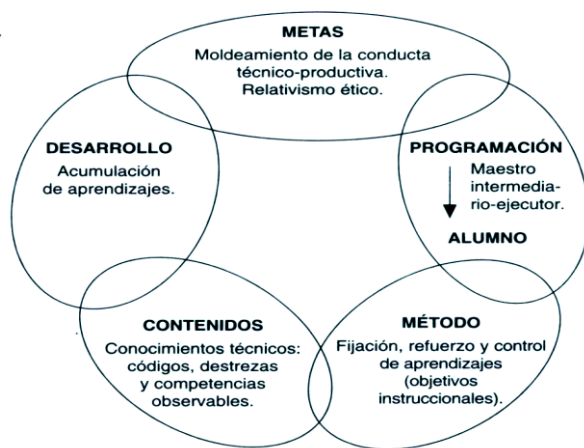 METAS
Moldeamiento de la conducta
técnico-productiva.
Relativismo ético.
DESARROLLO
Acumulación
de aprendizajes.
PROGRAMACIÓN
Maestro
intermedia-
rio-ejecutor.
ALUMNO
CONTENIDOS
Conocimientos técnicos:
códigos, destrezas
y competencias
observables.
MÉTODO
Fijación, refuerzo y control
de aprendizajes
(objetivos
instruccionales).